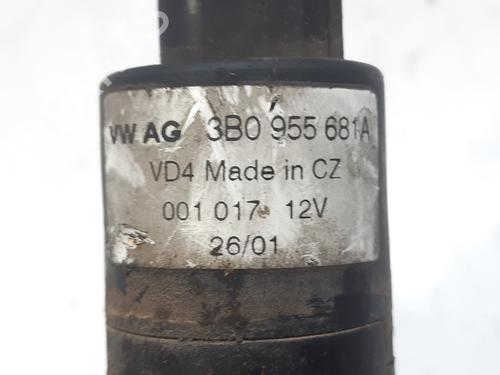 VW AG 3B0 955 681A
VD4 Made in CZ
001 017 12V
26/01